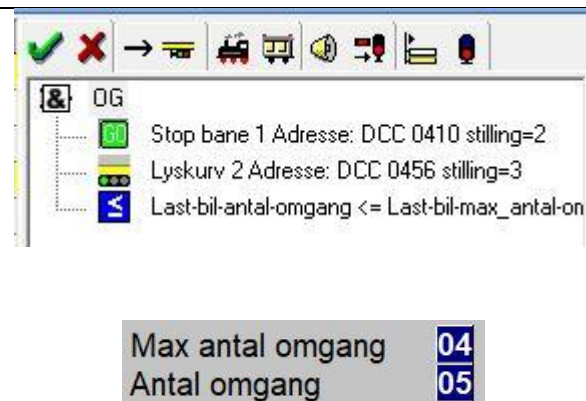 & OG
GO Stop bane 1 Adresse: DCC 0410 stilling=2
Lyskurv 2 Adresse: DCC 0456 stilling=3
≤ Last-bil-antal-omgang <= Last-bil-max_antal-on
Max antal omgang 04
Antal omgang 05